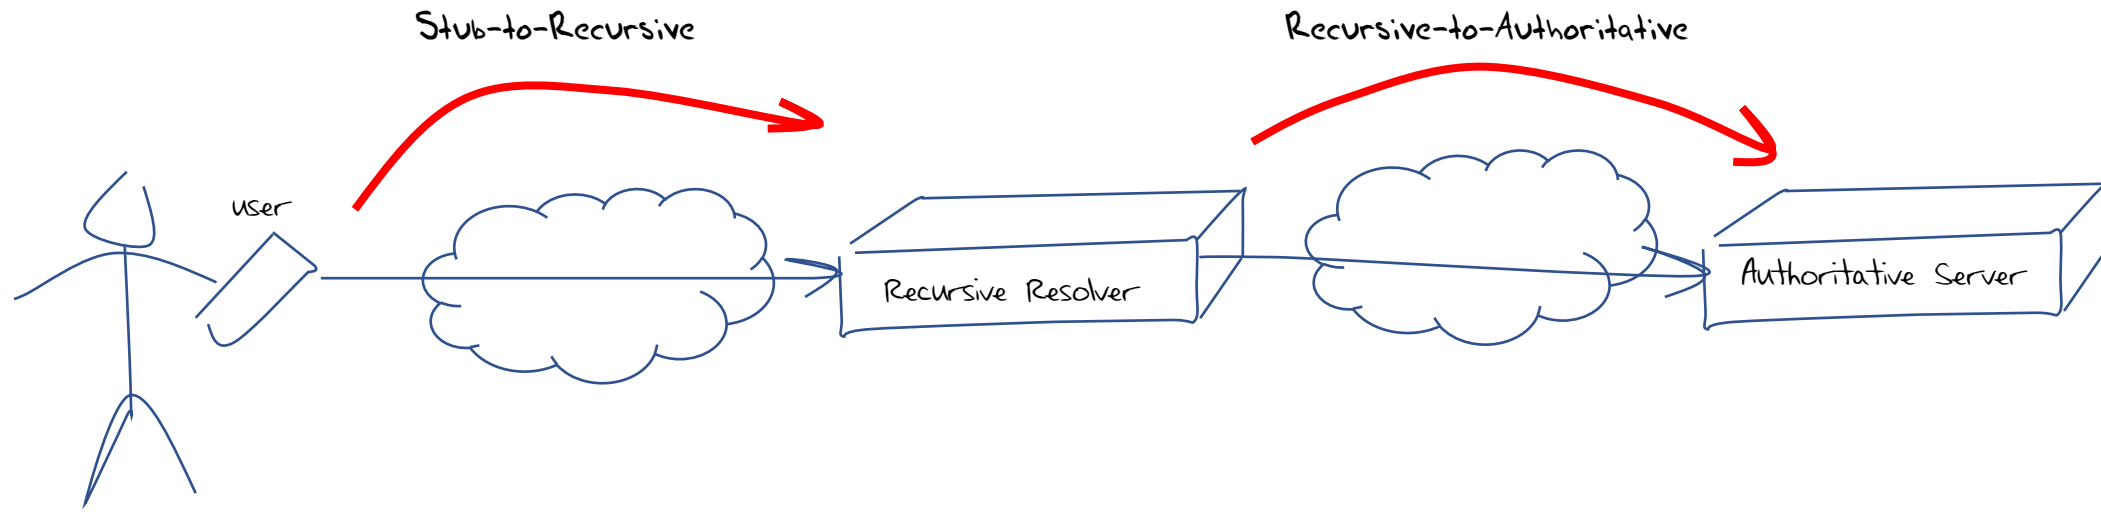 Stub-to-Recursive
Recursive-to-Authoritative
user
Recursive Resolver
Authoritative Server